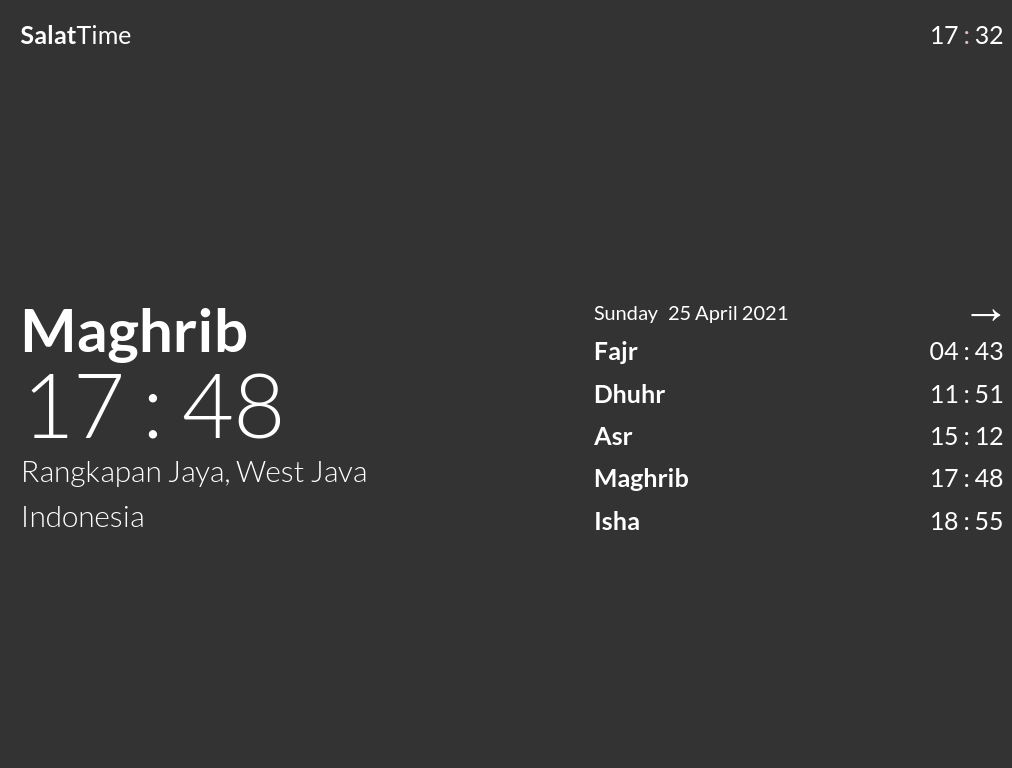 SalatTime 17 : 32
Maghrib
17 : 48
Rangkapan Jaya, West Java
Indonesia
Sunday 25 April 2021 →
Fajr 04 : 43
Dhuhr 11 : 51
Asr 15 : 12
Maghrib 17 : 48
Isha 18 : 55